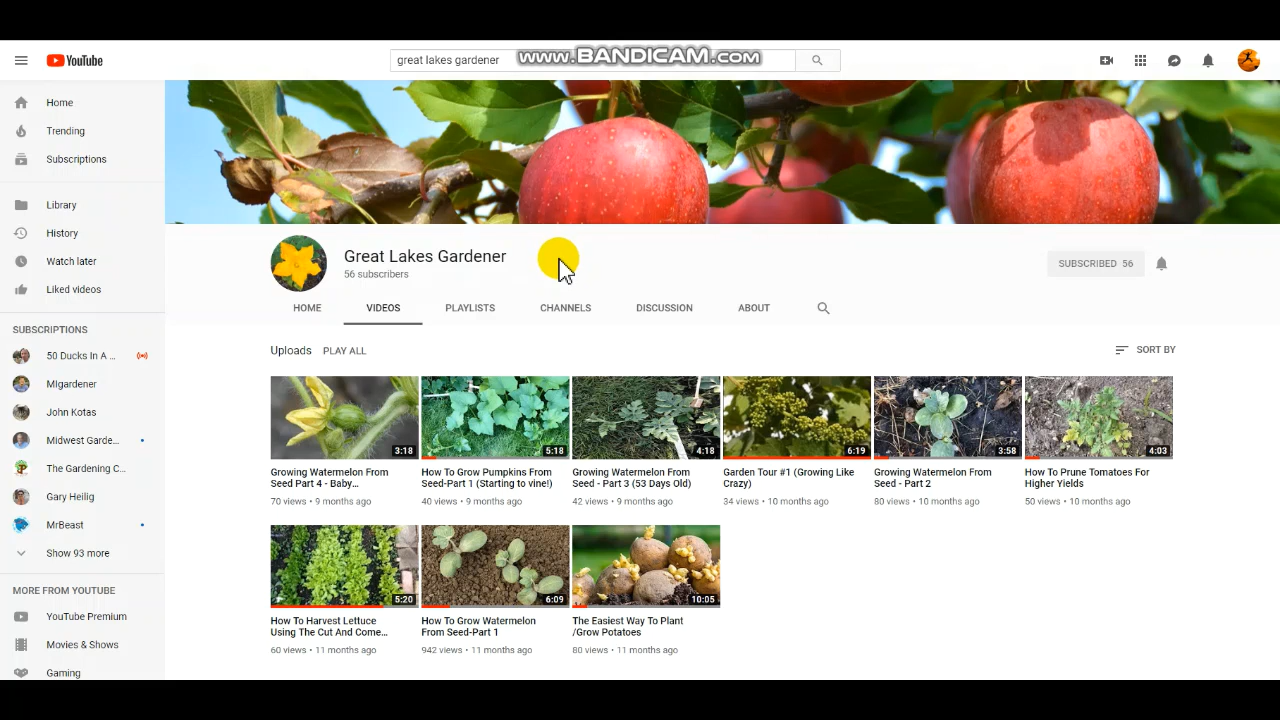 YouTube
great lakes gardener
www.BANDICAM.com
Home
Trending
Subscriptions
Library
History
Watch later
Liked videos
SUBSCRIPTIONS
50 Ducks In A ...
MIgardener
John Kotas
Midwest Garde...
The Gardening C...
Gary Heilig
MrBeast
Show 93 more
MORE FROM YOUTUBE
YouTube Premium
Movies & Shows
Gaming
Great Lakes Gardener
56 subscribers
SUBSCRIBED 56
HOME VIDEOS PLAYLISTS CHANNELS DISCUSSION ABOUT
Uploads PLAY ALL
SORT BY
3:18
Growing Watermelon From
Seed Part 4 - Baby...
70 views • 9 months ago
5:18
How To Grow Pumpkins From
Seed-Part 1 (Starting to vine!)
40 views • 9 months ago
4:18
Growing Watermelon From
Seed - Part 3 (53 Days Old)
42 views • 9 months ago
6:19
Garden Tour #1 (Growing Like
Crazy)
34 views • 10 months ago
3:58
Growing Watermelon From
Seed - Part 2
80 views • 10 months ago
4:03
How To Prune Tomatoes For
Higher Yields
50 views • 10 months ago
5:20
How To Harvest Lettuce
Using The Cut And Come...
60 views • 11 months ago
6:09
How To Grow Watermelon
From Seed-Part 1
942 views • 11 months ago
10:05
The Easiest Way To Plant
/Grow Potatoes
80 views • 11 months ago